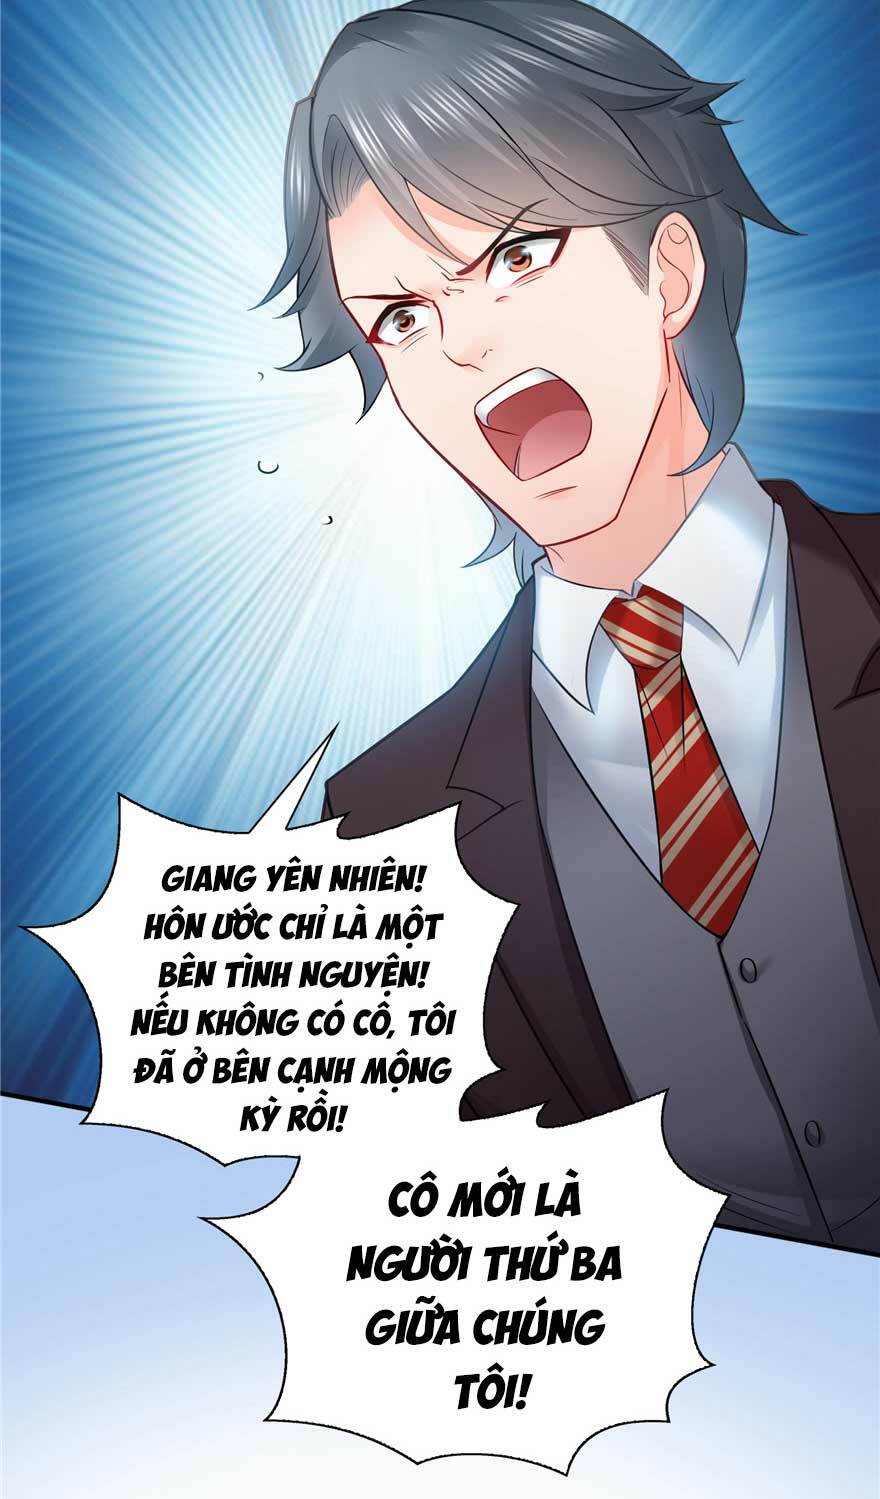 GIANG YÊN NHIÊN!
HÔN ƯỚC CHỈ LÀ MỘT
BÊN TÌNH NGUYỆN!
NẾU KHÔNG CÓ CÔ, TÔI
ĐÃ Ở BÊN CẠNH MỘNG
KỲ RỒI!
CÔ MỚI LÀ
NGƯỜI THỨ BA
GIỮA CHÚNG
TÔI!